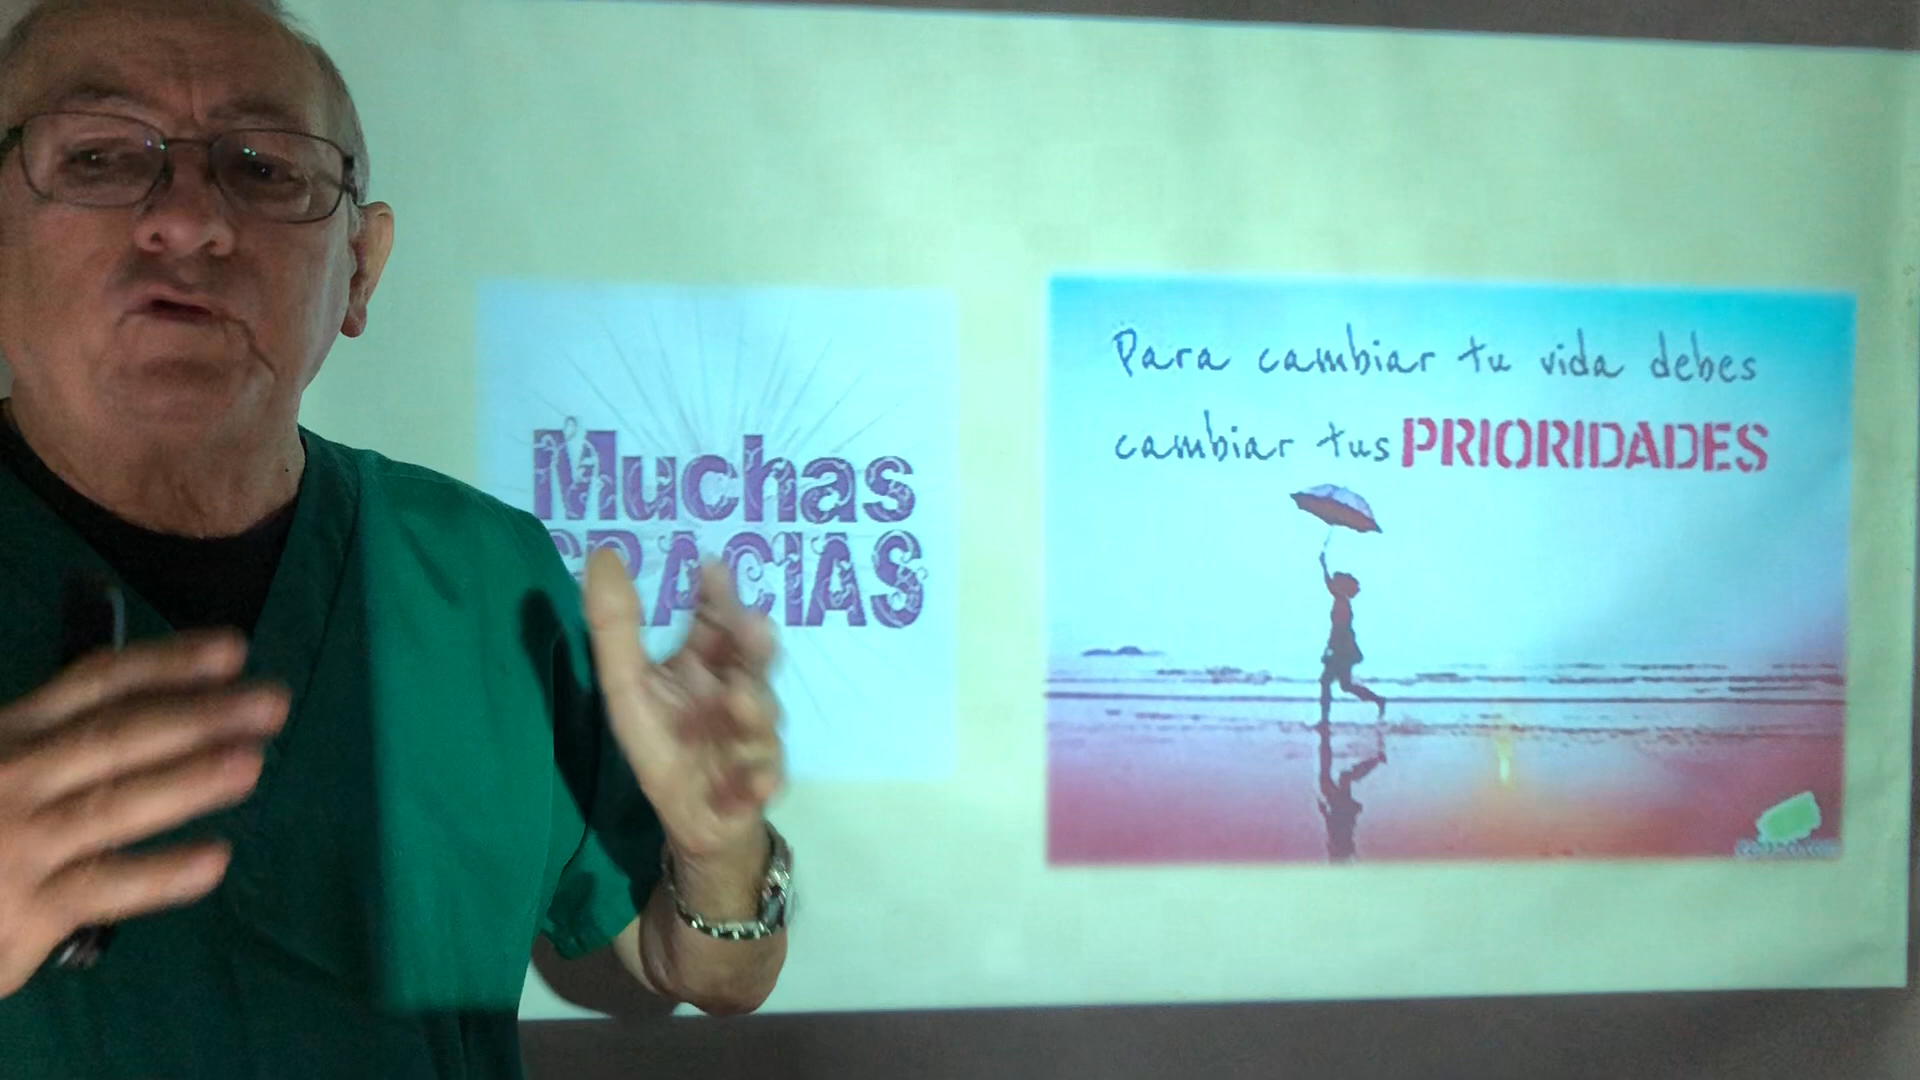 Muchas
GRACIAS
Para cambiar tu vida debes
cambiar tus PRIORIDADES